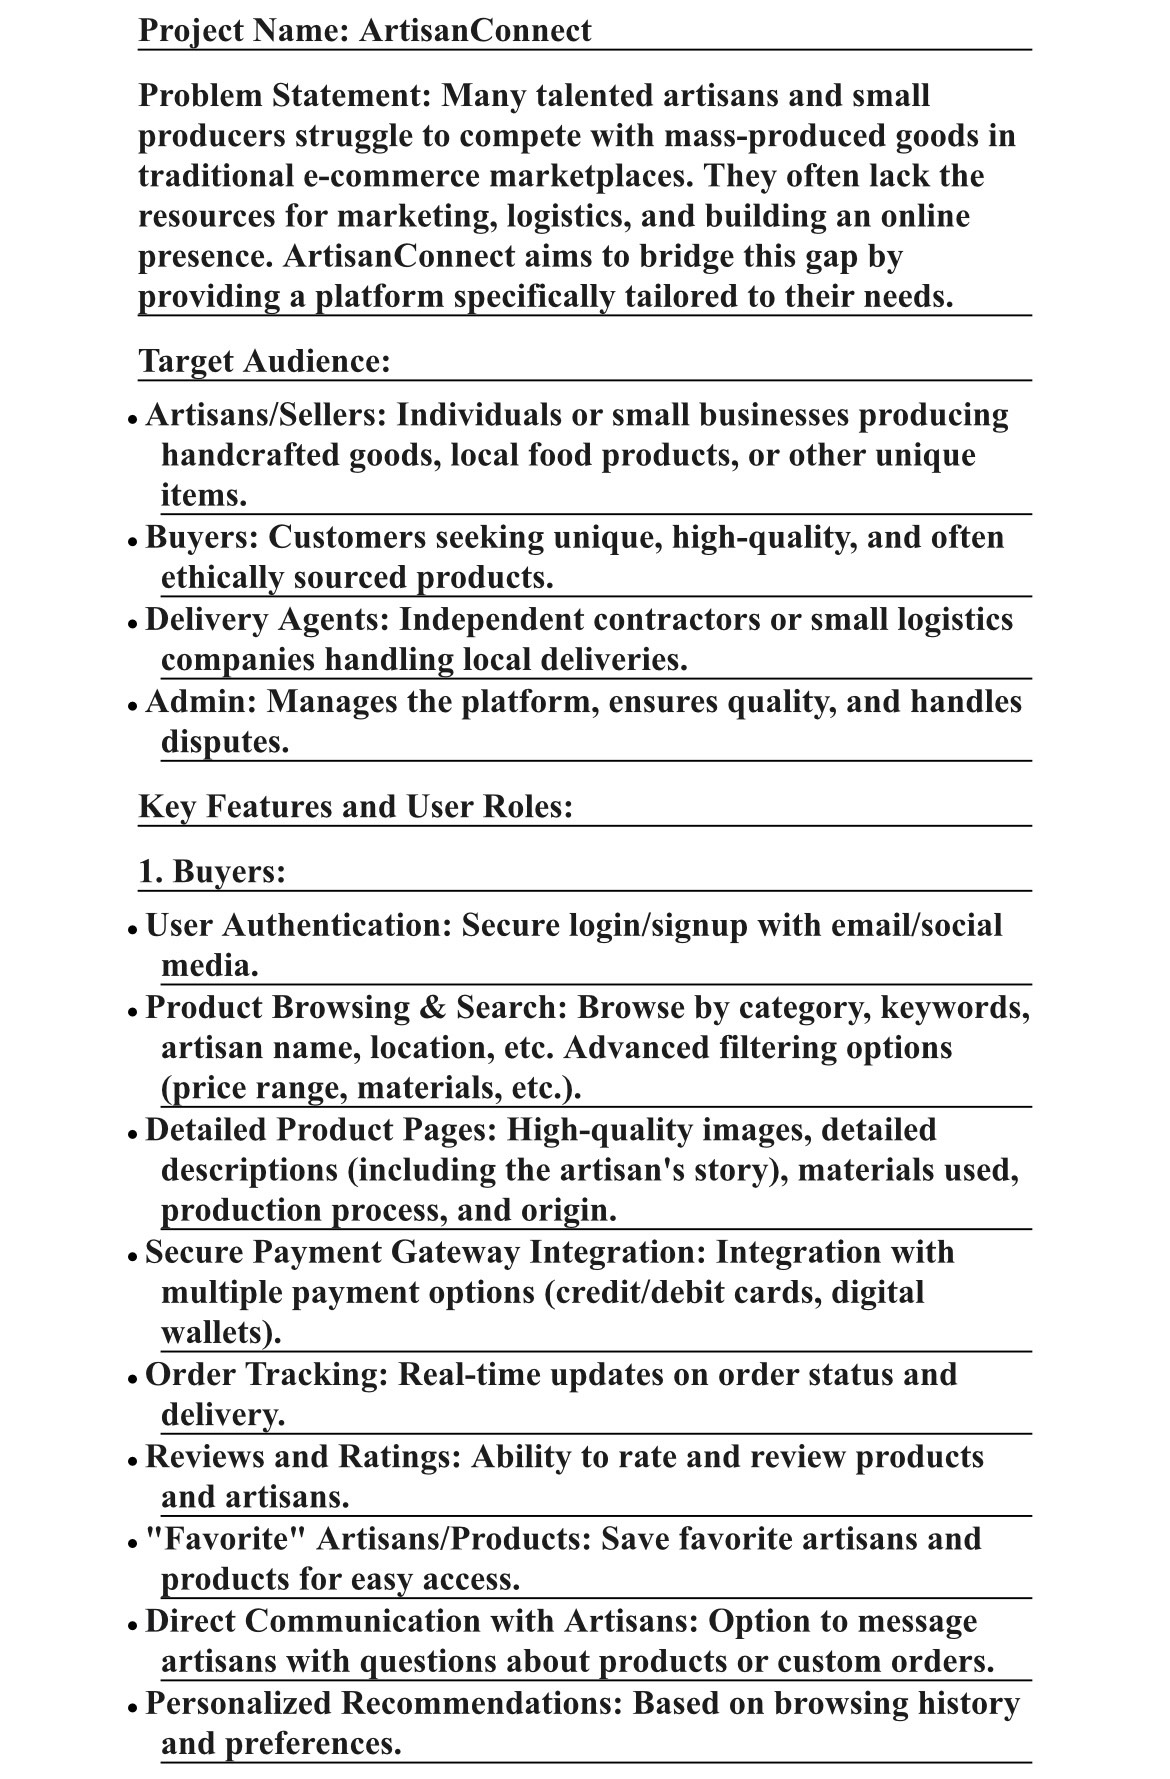 Project Name: ArtisanConnect
Problem Statement: Many talented artisans and small
producers struggle to compete with mass-produced goods in
traditional e-commerce marketplaces. They often lack the
resources for marketing, logistics, and building an online
presence. ArtisanConnect aims to bridge this gap by
providing a platform specifically tailored to their needs.
Target Audience:
• Artisans/Sellers: Individuals or small businesses producing
handcrafted goods, local food products, or other unique
items.
• Buyers: Customers seeking unique, high-quality, and often
ethically sourced products.
• Delivery Agents: Independent contractors or small logistics
companies handling local deliveries.
• Admin: Manages the platform, ensures quality, and handles
disputes.
Key Features and User Roles:
1. Buyers:
• User Authentication: Secure login/signup with email/social
media.
• Product Browsing & Search: Browse by category, keywords,
artisan name, location, etc. Advanced filtering options
(price range, materials, etc.).
• Detailed Product Pages: High-quality images, detailed
descriptions (including the artisan's story), materials used,
production process, and origin.
• Secure Payment Gateway Integration: Integration with
multiple payment options (credit/debit cards, digital
wallets).
• Order Tracking: Real-time updates on order status and
delivery.
• Reviews and Ratings: Ability to rate and review products
and artisans.
• "Favorite" Artisans/Products: Save favorite artisans and
products for easy access.
• Direct Communication with Artisans: Option to message
artisans with questions about products or custom orders.
• Personalized Recommendations: Based on browsing history
and preferences.